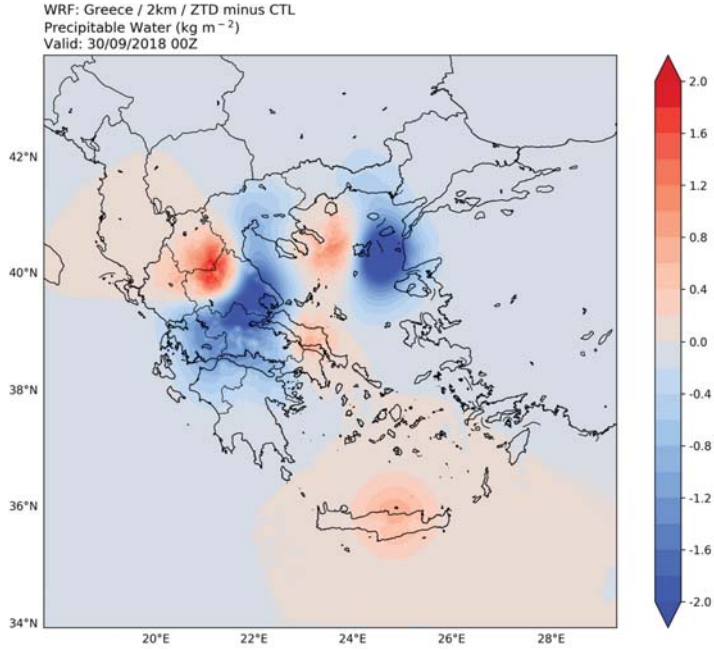 WRF: Greece / 2km / ZTD minus CTL
Precipitable Water (kg m⁻²)
Valid: 30/09/2018 00Z
2.0
1.6
42°N
1.2
0.8
40°N
0.4
0.0
38°N
-0.4
-0.8
-1.2
36°N
-1.6
-2.0
34°N
20°E 22°E 24°E 26°E 28°E